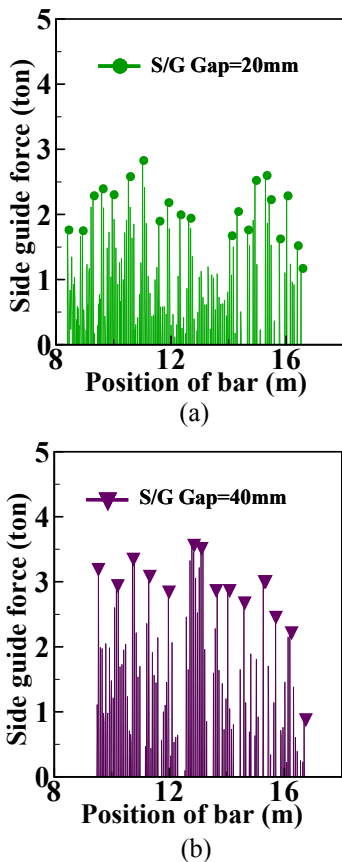 5
4
3
2
1
0
Side guide force (ton)
S/G Gap=20mm
8
12
16
Position of bar (m)
(a)
5
4
3
2
1
0
Side guide force (ton)
S/G Gap=40mm
8
12
16
Position of bar (m)
(b)